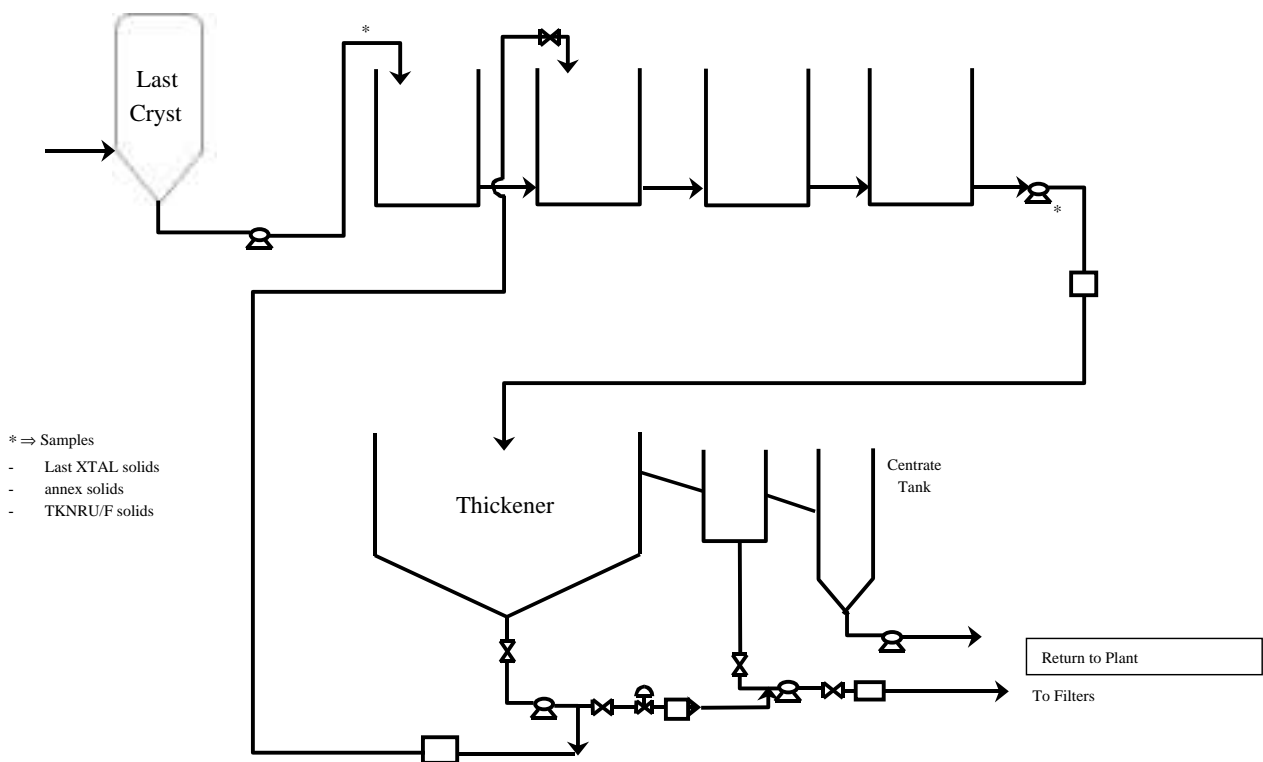 *
Last
Cryst
*
* ⇒ Samples
- Last XTAL solids
- annex solids
- TKNRU/F solids
Thickener
Centrate
Tank
Return to Plant
To Filters